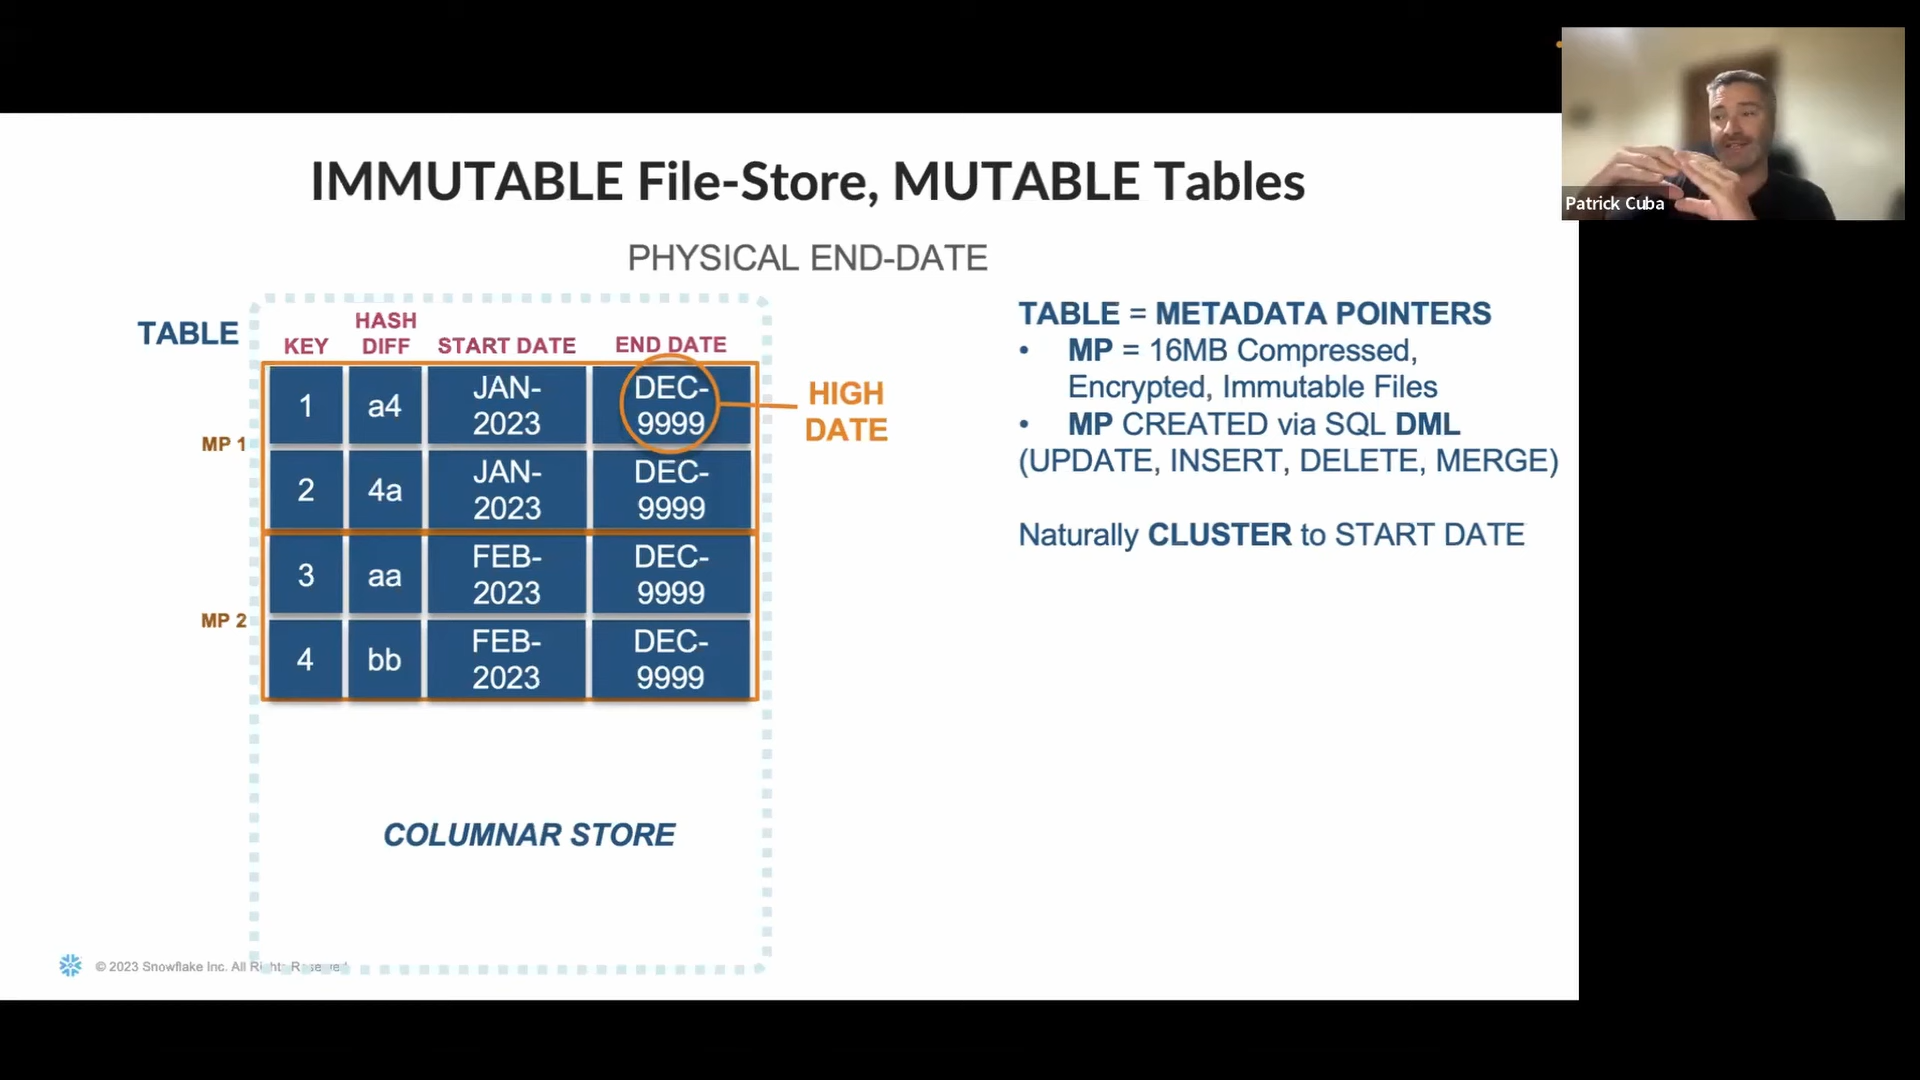 Patrick Cuba
IMMUTABLE File-Store, MUTABLE Tables
PHYSICAL END-DATE
TABLE
KEY
HASH
DIFF
START DATE
END DATE
1
a4
JAN-
2023
DEC-
9999
MP 1
2
4a
JAN-
2023
DEC-
9999
3
aa
FEB-
2023
DEC-
9999
MP 2
4
bb
FEB-
2023
DEC-
9999
HIGH
DATE
COLUMNAR STORE
TABLE = METADATA POINTERS
• MP = 16MB Compressed,
Encrypted, Immutable Files
• MP CREATED via SQL DML
(UPDATE, INSERT, DELETE, MERGE)
Naturally CLUSTER to START DATE
© 2023 Snowflake Inc. All Rights Reserved